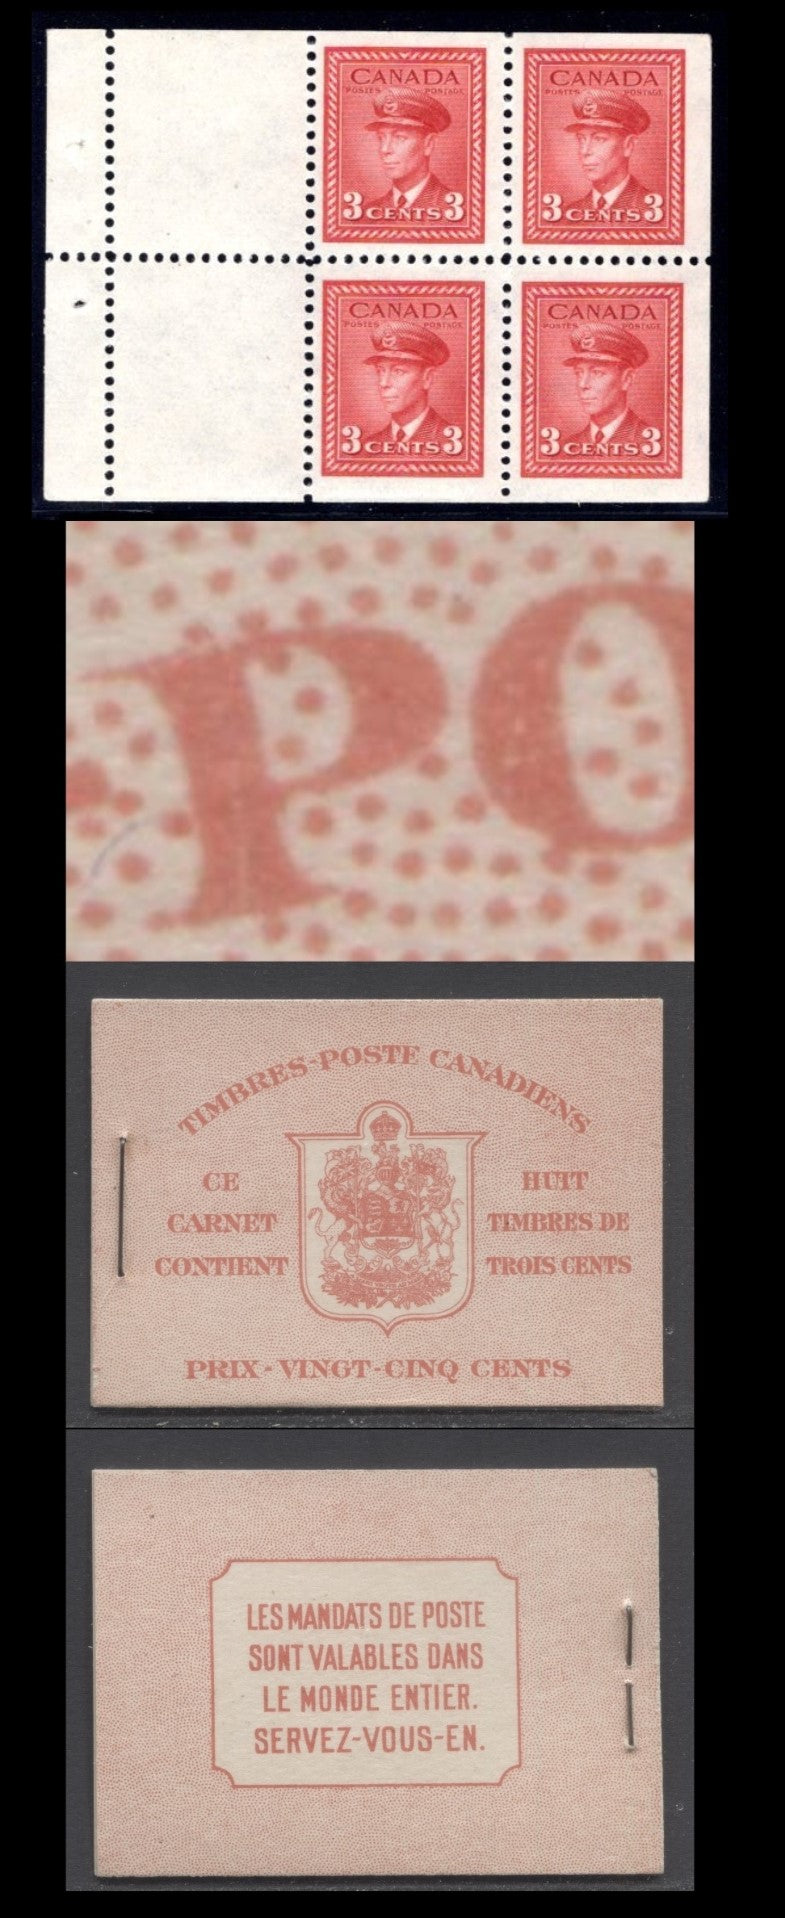 CANADA
POSTES POSTAGE
3 CENTS 3
CANADA
POSTES POSTAGE
3 CENTS 3
CANADA
POSTES POSTAGE
3 CENTS 3
CANADA
POSTES POSTAGE
3 CENTS 3
PO
TIMBRES-POSTE CANADIENS
CE
CARNET
CONTIENT
HUIT
TIMBRES DE
TROIS CENTS
PRIX-VINGT-CINQ CENTS
LES MANDATS DE POSTE
SONT VALABLES DANS
LE MONDE ENTIER.
SERVEZ-VOUS-EN.